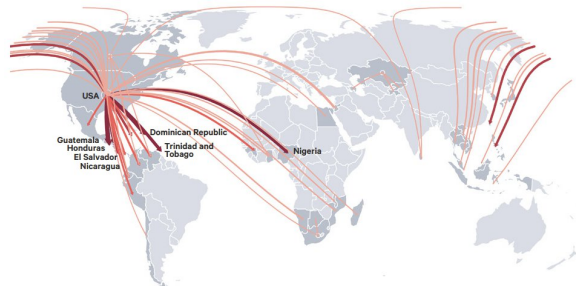 USA
Dominican Republic
Guatemala
Honduras
El Salvador
Nicaragua
Trinidad and
Tobago
Nigeria